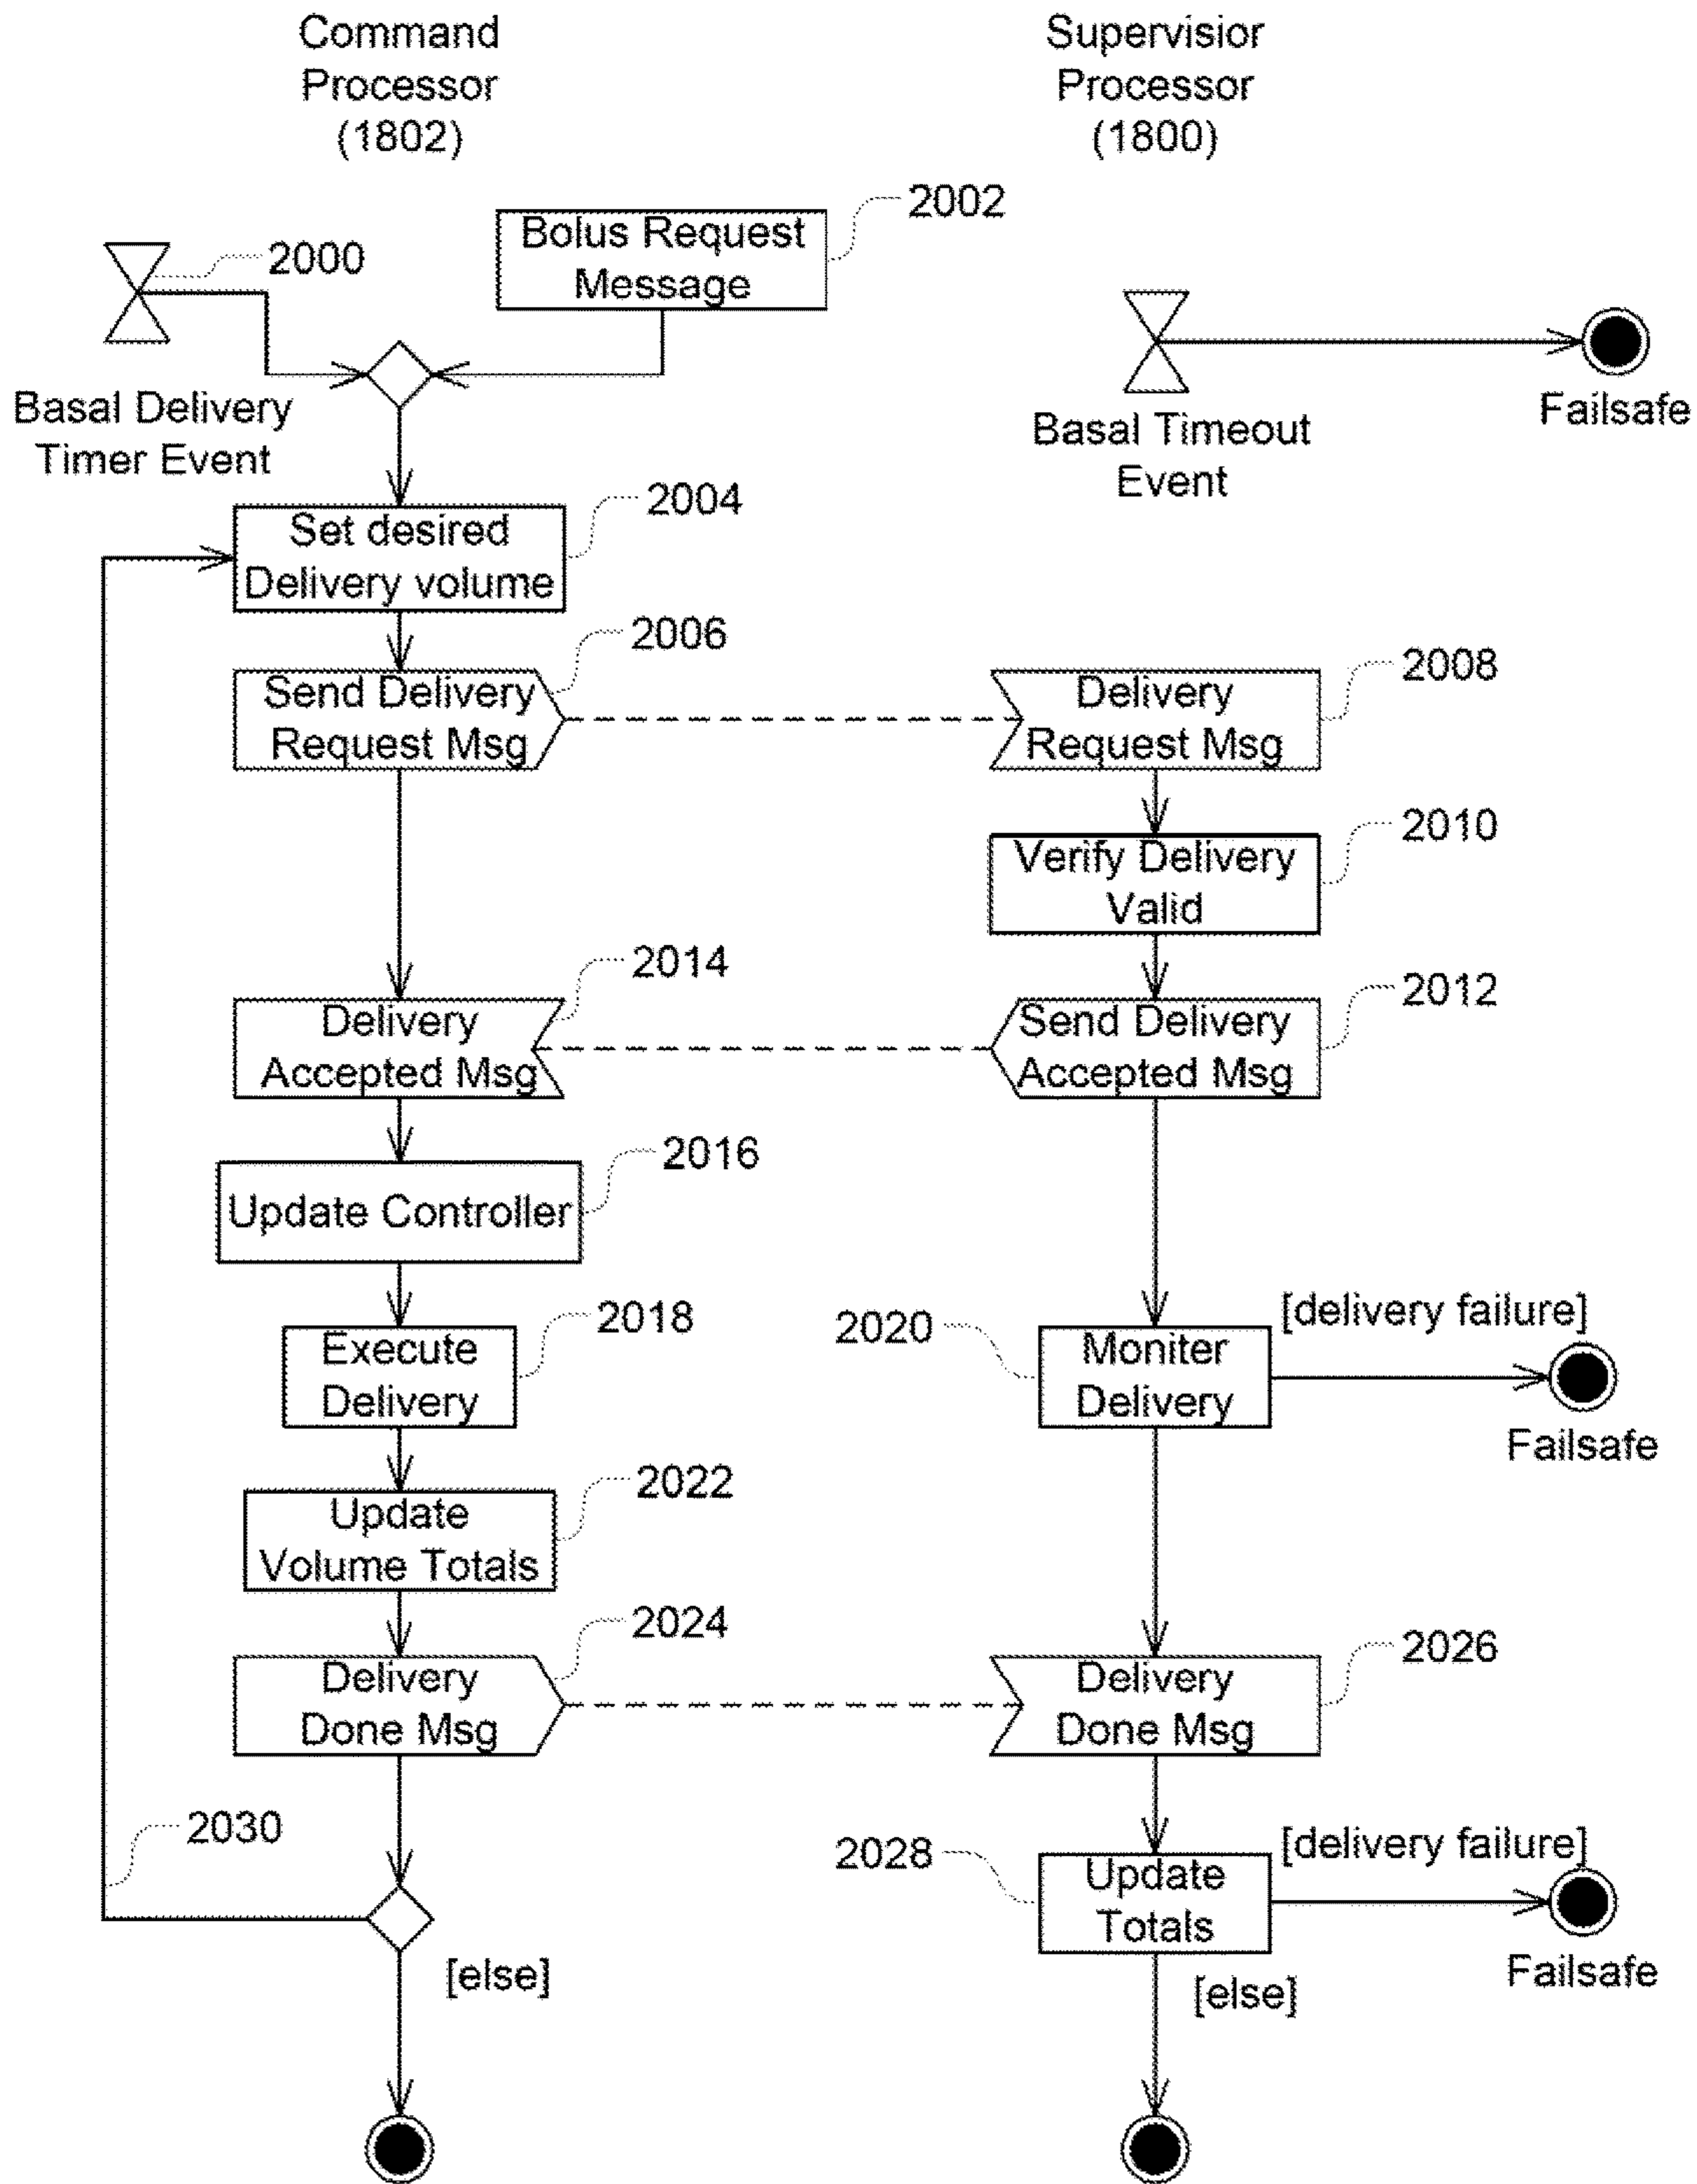 Command
Processor
(1802)
Supervisior
Processor
(1800)
2002
Bolus Request
Message
2000
Basal Delivery
Timer Event
Basal Timeout
Event
Failsafe
2004
Set desired
Delivery volume
2006
Send Delivery
Request Msg
2008
Delivery
Request Msg
2010
Verify Delivery
Valid
2014
Delivery
Accepted Msg
2012
Send Delivery
Accepted Msg
2016
Update Controller
2018
Execute
Delivery
2020
Moniter
Delivery
[delivery failure]
Failsafe
2022
Update
Volume Totals
2024
Delivery
Done Msg
2026
Delivery
Done Msg
2030
[else]
2028
Update
Totals
[delivery failure]
Failsafe
[else]